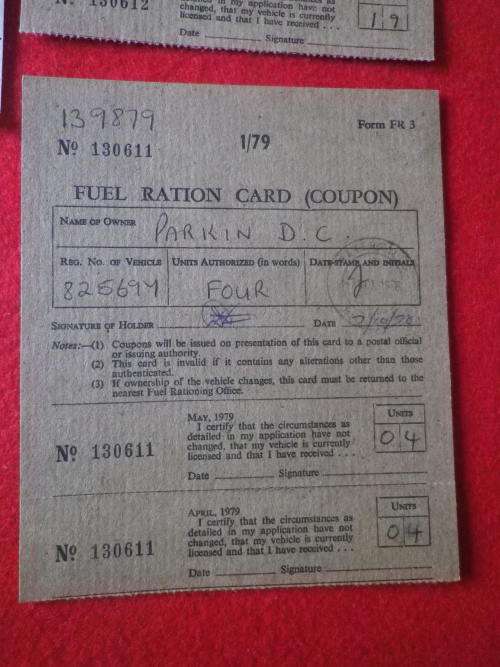 Nº 130612
changed, that my vehicle is currently
licensed and that I have received . . .
19
Date Signature
139879
Form FR 3
Nº 130611
1/79
FUEL RATION CARD (COUPON)
NAME OF OWNER PARKIN D.C.
REG. No. OF VEHICLE UNITS AUTHORIZED (in words) DATE-STAMP AND INITIALS
FOUR
SIGNATURE OF HOLDER DATE
Notes:—(1) Coupons will be issued on presentation of this card to a postal official
or issuing authority.
(2) This card is invalid if it contains any alterations other than those
authenticated.
(3) If ownership of the vehicle changes, this card must be returned to the
nearest Fuel Rationing Office.
MAY, 1979
UNITS
I certify that the circumstances as
detailed in my application have not
04
changed, that my vehicle is currently
Nº 130611
licensed and that I have received . . .
Date Signature
APRIL, 1979
UNITS
I certify that the circumstances as
detailed in my application have not
04
changed, that my vehicle is currently
Nº 130611
licensed and that I have received . . .
Date Signature